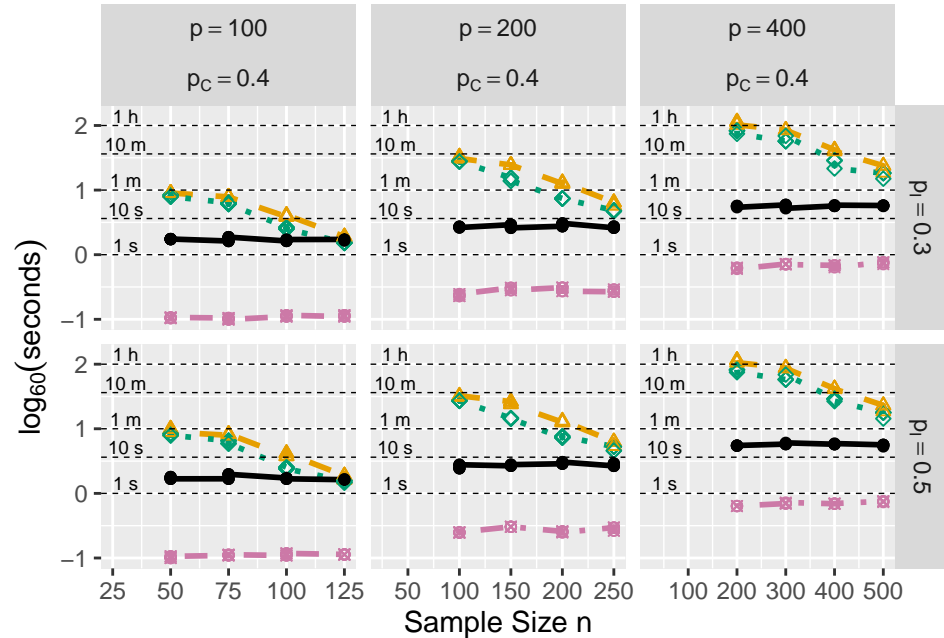 p = 100
p = 200
p = 400
p_C = 0.4
p_C = 0.4
p_C = 0.4
log₆₀(seconds)
2
1
0
−1
1 h
10 m
1 m
10 s
1 s
1 h
10 m
1 m
10 s
1 s
1 h
10 m
1 m
10 s
1 s
p_I = 0.3
2
1
0
−1
1 h
10 m
1 m
10 s
1 s
1 h
10 m
1 m
10 s
1 s
1 h
10 m
1 m
10 s
1 s
p_I = 0.5
25 50 75 100 125
50 100 150 200 250
100 200 300 400 500
Sample Size n